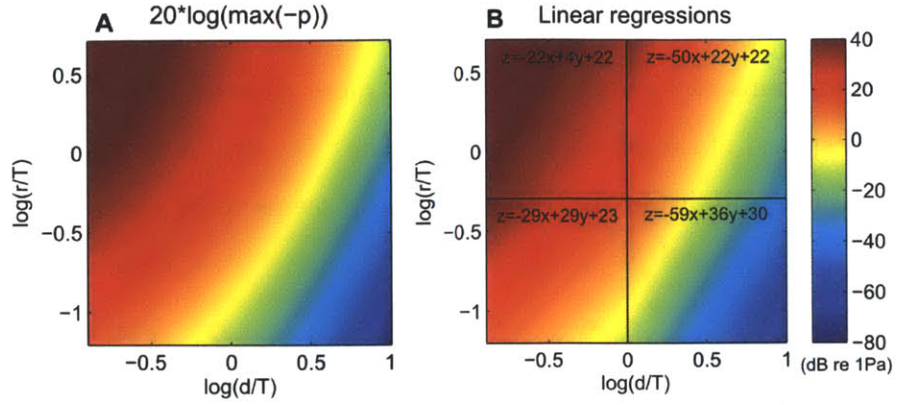 A
20*log(max(−p))
0.5
0
−0.5
−1
log(r/T)
−0.5
0
0.5
1
log(d/T)
B
Linear regressions
z=-22x+4y+22
z=-50x+22y+22
z=-29x+29y+23
z=-59x+36y+30
0.5
0
−0.5
−1
log(r/T)
−0.5
0
0.5
1
log(d/T)
40
20
0
−20
−40
−60
−80
(dB re 1Pa)